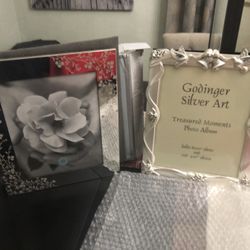 Godinger
Silver Art
Treasured Moments
Photo Album